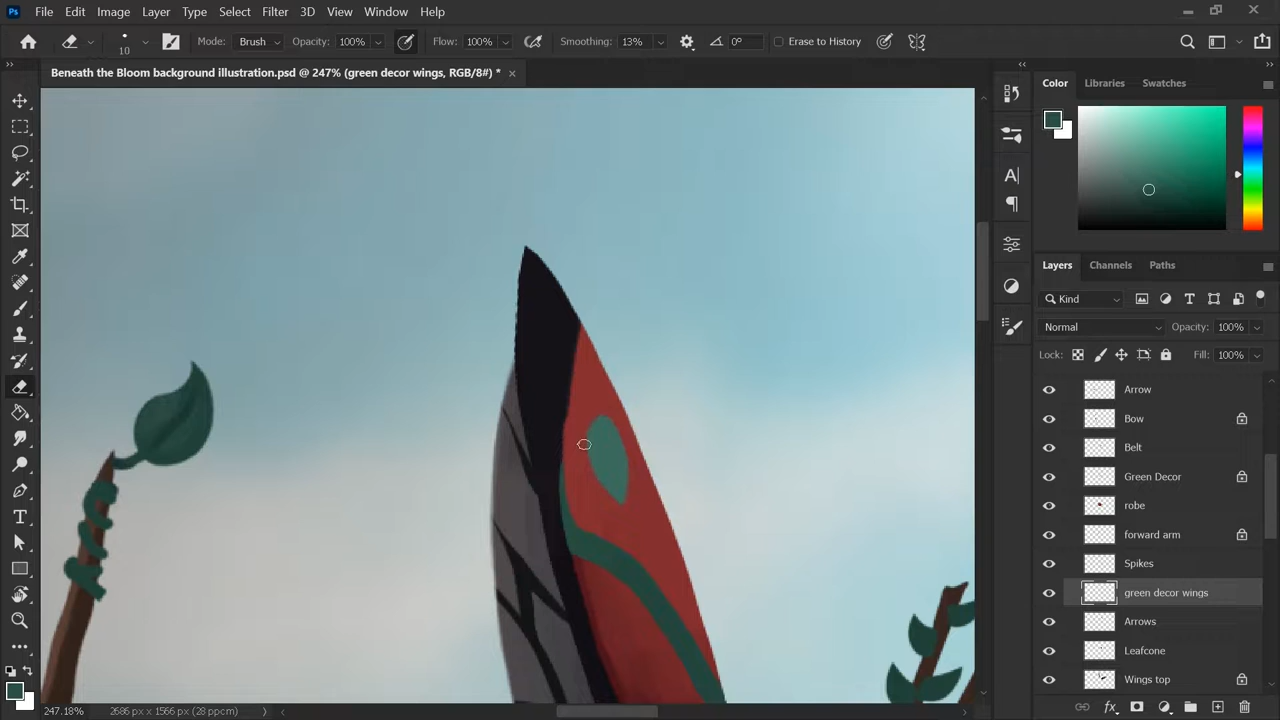 Ps File Edit Image Layer Type Select Filter 3D View Window Help
10 Mode: Brush Opacity: 100% Flow: 100% Smoothing: 13% 0° Erase to History
Beneath the Bloom background illustration.psd @ 247% (green decor wings, RGB/8#) *
Color Libraries Swatches
Layers Channels Paths
Kind
Normal Opacity: 100%
Lock: Fill: 100%
Arrow
Bow
Belt
Green Decor
robe
forward arm
Spikes
green decor wings
Arrows
Leafcone
Wings top
247.18% 2686 px x 1566 px (28 ppcm)